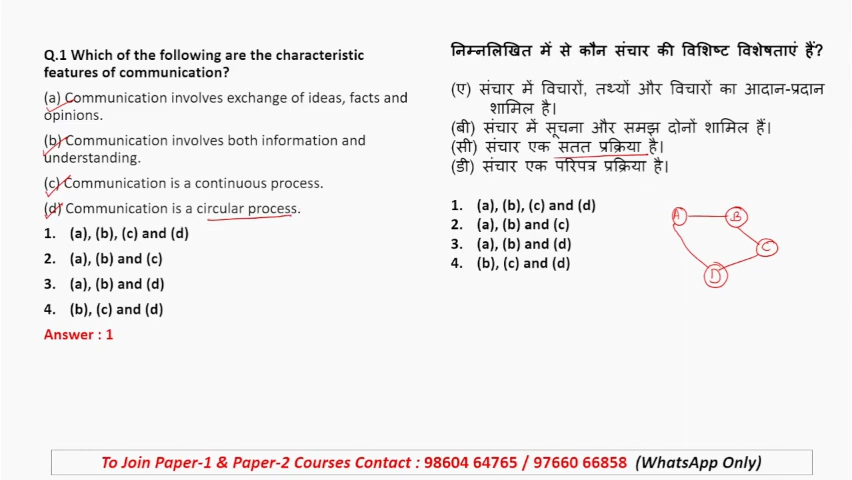 Q.1 Which of the following are the characteristic
features of communication?
(a) Communication involves exchange of ideas, facts and
opinions.
(b) Communication involves both information and
understanding.
(c) Communication is a continuous process.
(d) Communication is a circular process.
1. (a), (b), (c) and (d)
2. (a), (b) and (c)
3. (a), (b) and (d)
4. (b), (c) and (d)
Answer : 1
निम्नलिखित में से कौन संचार की विशिष्ट विशेषताएं हैं?
(ए) संचार में विचारों, तथ्यों और विचारों का आदान-प्रदान
शामिल है।
(बी) संचार में सूचना और समझ दोनों शामिल हैं।
(सी) संचार एक सतत प्रक्रिया है।
(डी) संचार एक परिपत्र प्रक्रिया है।
1. (a), (b), (c) and (d)
2. (a), (b) and (c)
3. (a), (b) and (d)
4. (b), (c) and (d)
A B
C
D
To Join Paper-1 & Paper-2 Courses Contact : 98604 64765 / 97660 66858 (WhatsApp Only)